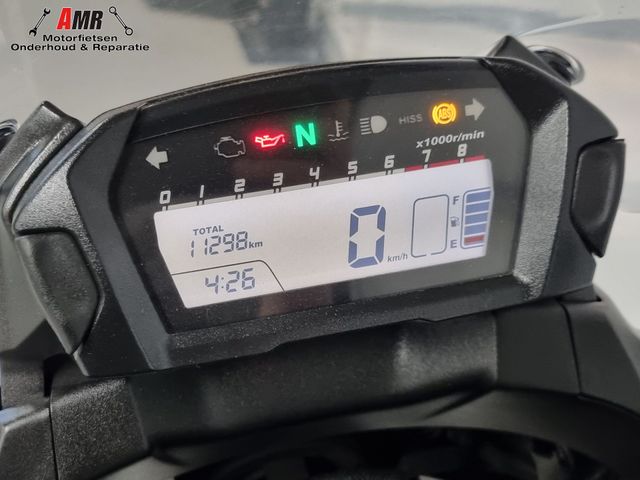 AMR
Motorfietsen
Onderhoud & Reparatie
N
HISS
ABS
x1000r/min
0 1 2 3 4 5 6 7 8
TOTAL
11298km
0 km/h
F
E
4:26